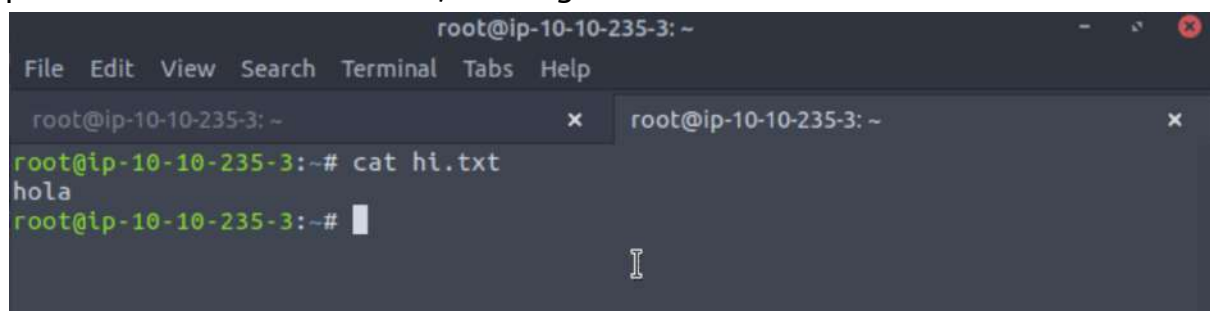 root@ip-10-10-235-3: ~
File Edit View Search Terminal Tabs Help
root@ip-10-10-235-3: ~ × root@ip-10-10-235-3: ~ ×
root@ip-10-10-235-3:~# cat hi.txt
hola
root@ip-10-10-235-3:~#